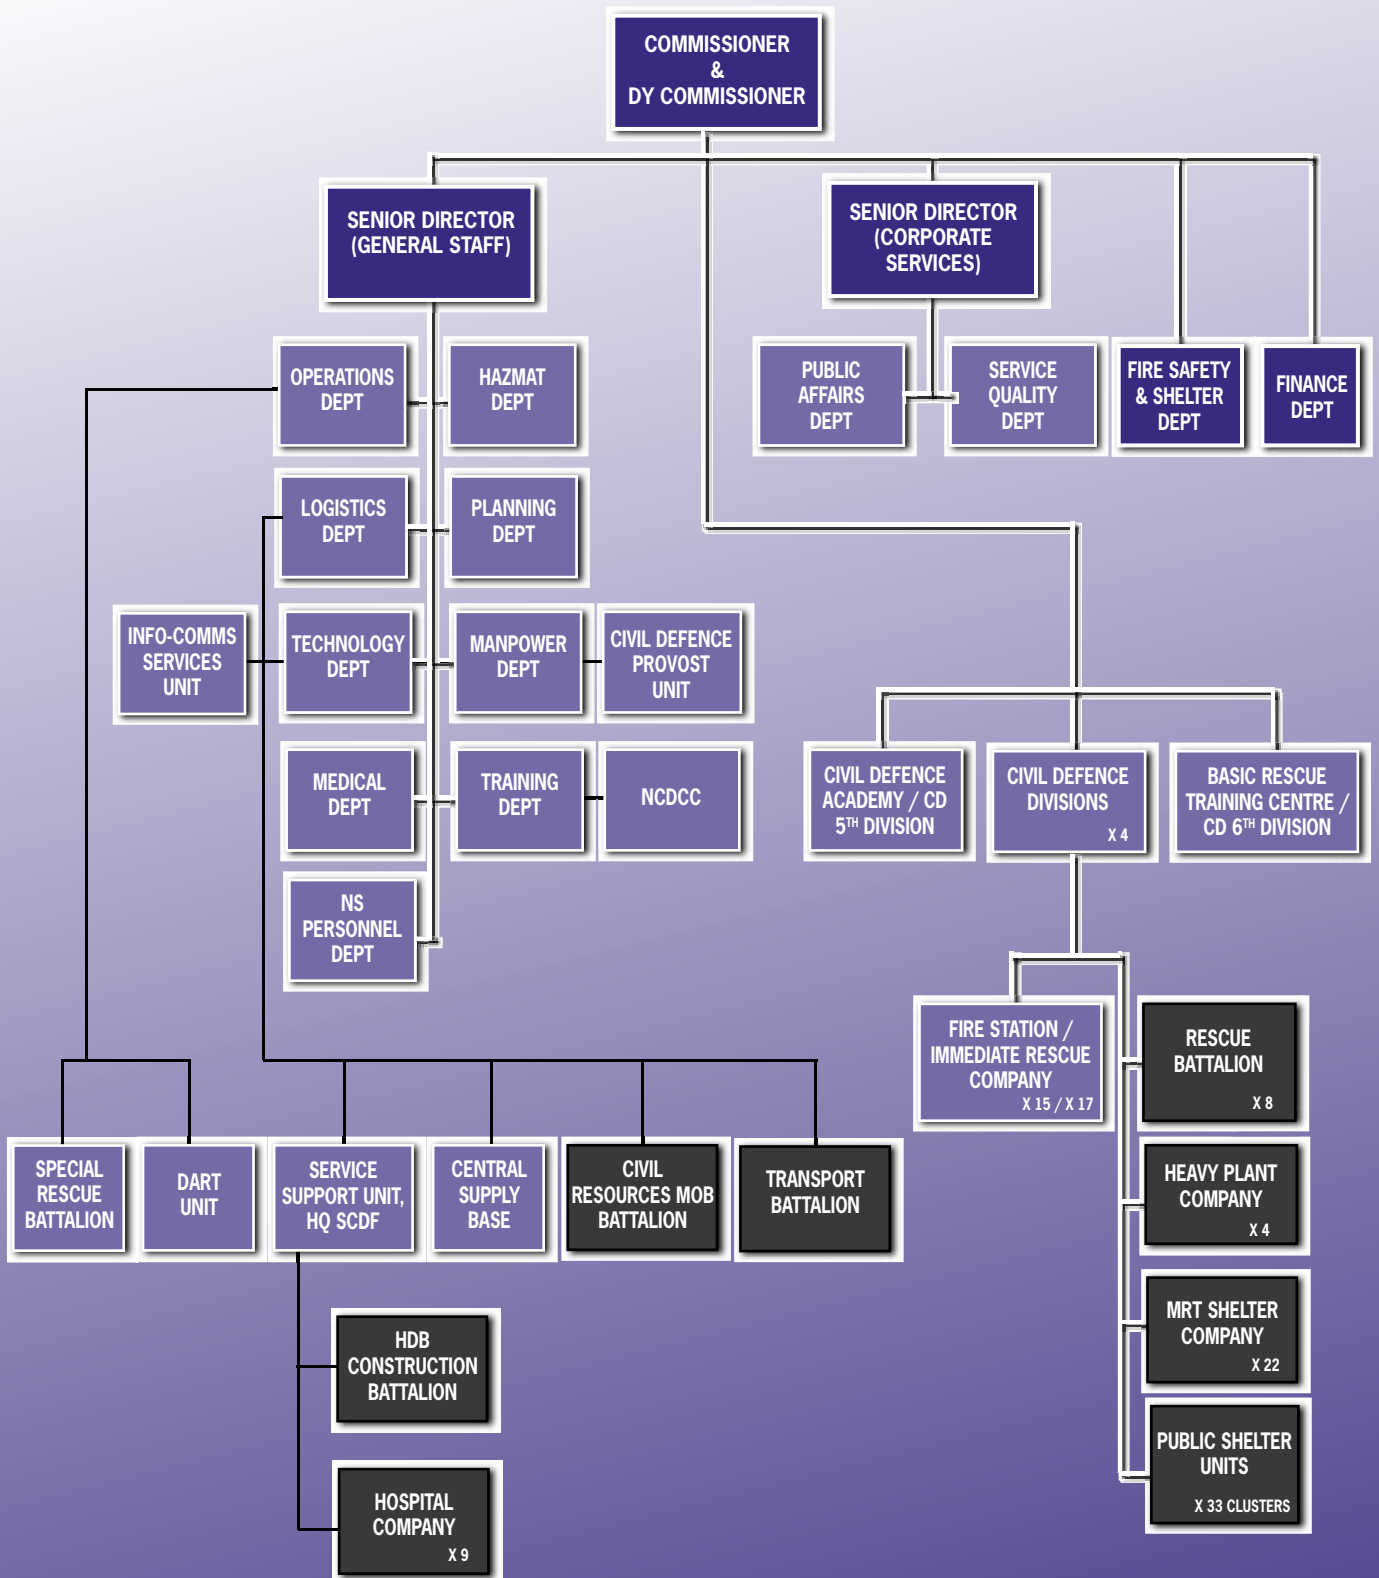 COMMISSIONER
&
DY COMMISSIONER
SENIOR DIRECTOR
(GENERAL STAFF)
SENIOR DIRECTOR
(CORPORATE
SERVICES)
OPERATIONS
DEPT
HAZMAT
DEPT
PUBLIC
AFFAIRS
DEPT
SERVICE
QUALITY
DEPT
FIRE SAFETY
& SHELTER
DEPT
FINANCE
DEPT
LOGISTICS
DEPT
PLANNING
DEPT
INFO-COMMS
SERVICES
UNIT
TECHNOLOGY
DEPT
MANPOWER
DEPT
CIVIL DEFENCE
PROVOST
UNIT
MEDICAL
DEPT
TRAINING
DEPT
NCDCC
CIVIL DEFENCE
ACADEMY / CD
5TH DIVISION
CIVIL DEFENCE
DIVISIONS
X 4
BASIC RESCUE
TRAINING CENTRE /
CD 6TH DIVISION
NS
PERSONNEL
DEPT
FIRE STATION /
IMMEDIATE RESCUE
COMPANY
X 15 / X 17
RESCUE
BATTALION
X 8
HEAVY PLANT
COMPANY
X 4
MRT SHELTER
COMPANY
X 22
PUBLIC SHELTER
UNITS
X 33 CLUSTERS
SPECIAL
RESCUE
BATTALION
DART
UNIT
SERVICE
SUPPORT UNIT,
HQ SCDF
CENTRAL
SUPPLY
BASE
CIVIL
RESOURCES MOB
BATTALION
TRANSPORT
BATTALION
HDB
CONSTRUCTION
BATTALION
HOSPITAL
COMPANY
X 9